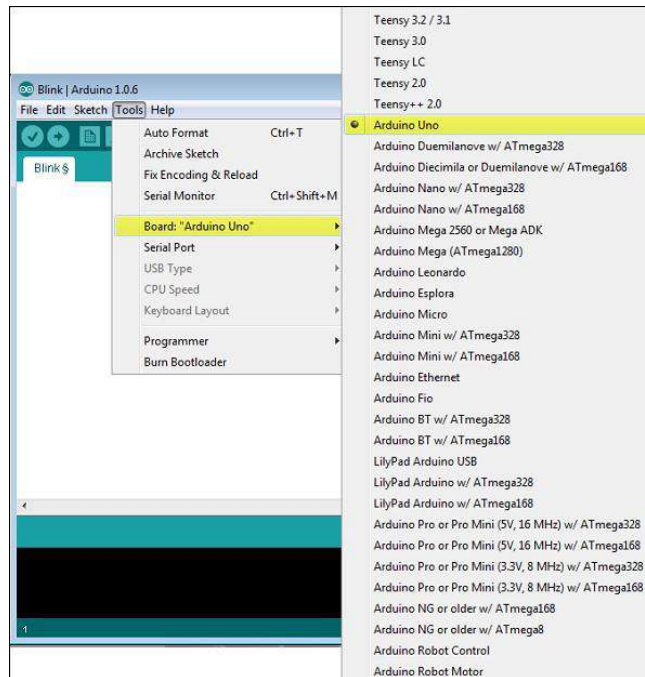 Blink | Arduino 1.0.6
File Edit Sketch Tools Help
Blink §
Auto Format Ctrl+T
Archive Sketch
Fix Encoding & Reload
Serial Monitor Ctrl+Shift+M
Board: "Arduino Uno"
Serial Port
USB Type
CPU Speed
Keyboard Layout
Programmer
Burn Bootloader
1
Teensy 3.2 / 3.1
Teensy 3.0
Teensy LC
Teensy 2.0
Teensy++ 2.0
Arduino Uno
Arduino Duemilanove w/ ATmega328
Arduino Diecimila or Duemilanove w/ ATmega168
Arduino Nano w/ ATmega328
Arduino Nano w/ ATmega168
Arduino Mega 2560 or Mega ADK
Arduino Mega (ATmega1280)
Arduino Leonardo
Arduino Esplora
Arduino Micro
Arduino Mini w/ ATmega328
Arduino Mini w/ ATmega168
Arduino Ethernet
Arduino Fio
Arduino BT w/ ATmega328
Arduino BT w/ ATmega168
LilyPad Arduino USB
LilyPad Arduino w/ ATmega328
LilyPad Arduino w/ ATmega168
Arduino Pro or Pro Mini (5V, 16 MHz) w/ ATmega328
Arduino Pro or Pro Mini (5V, 16 MHz) w/ ATmega168
Arduino Pro or Pro Mini (3.3V, 8 MHz) w/ ATmega328
Arduino Pro or Pro Mini (3.3V, 8 MHz) w/ ATmega168
Arduino NG or older w/ ATmega168
Arduino NG or older w/ ATmega8
Arduino Robot Control
Arduino Robot Motor